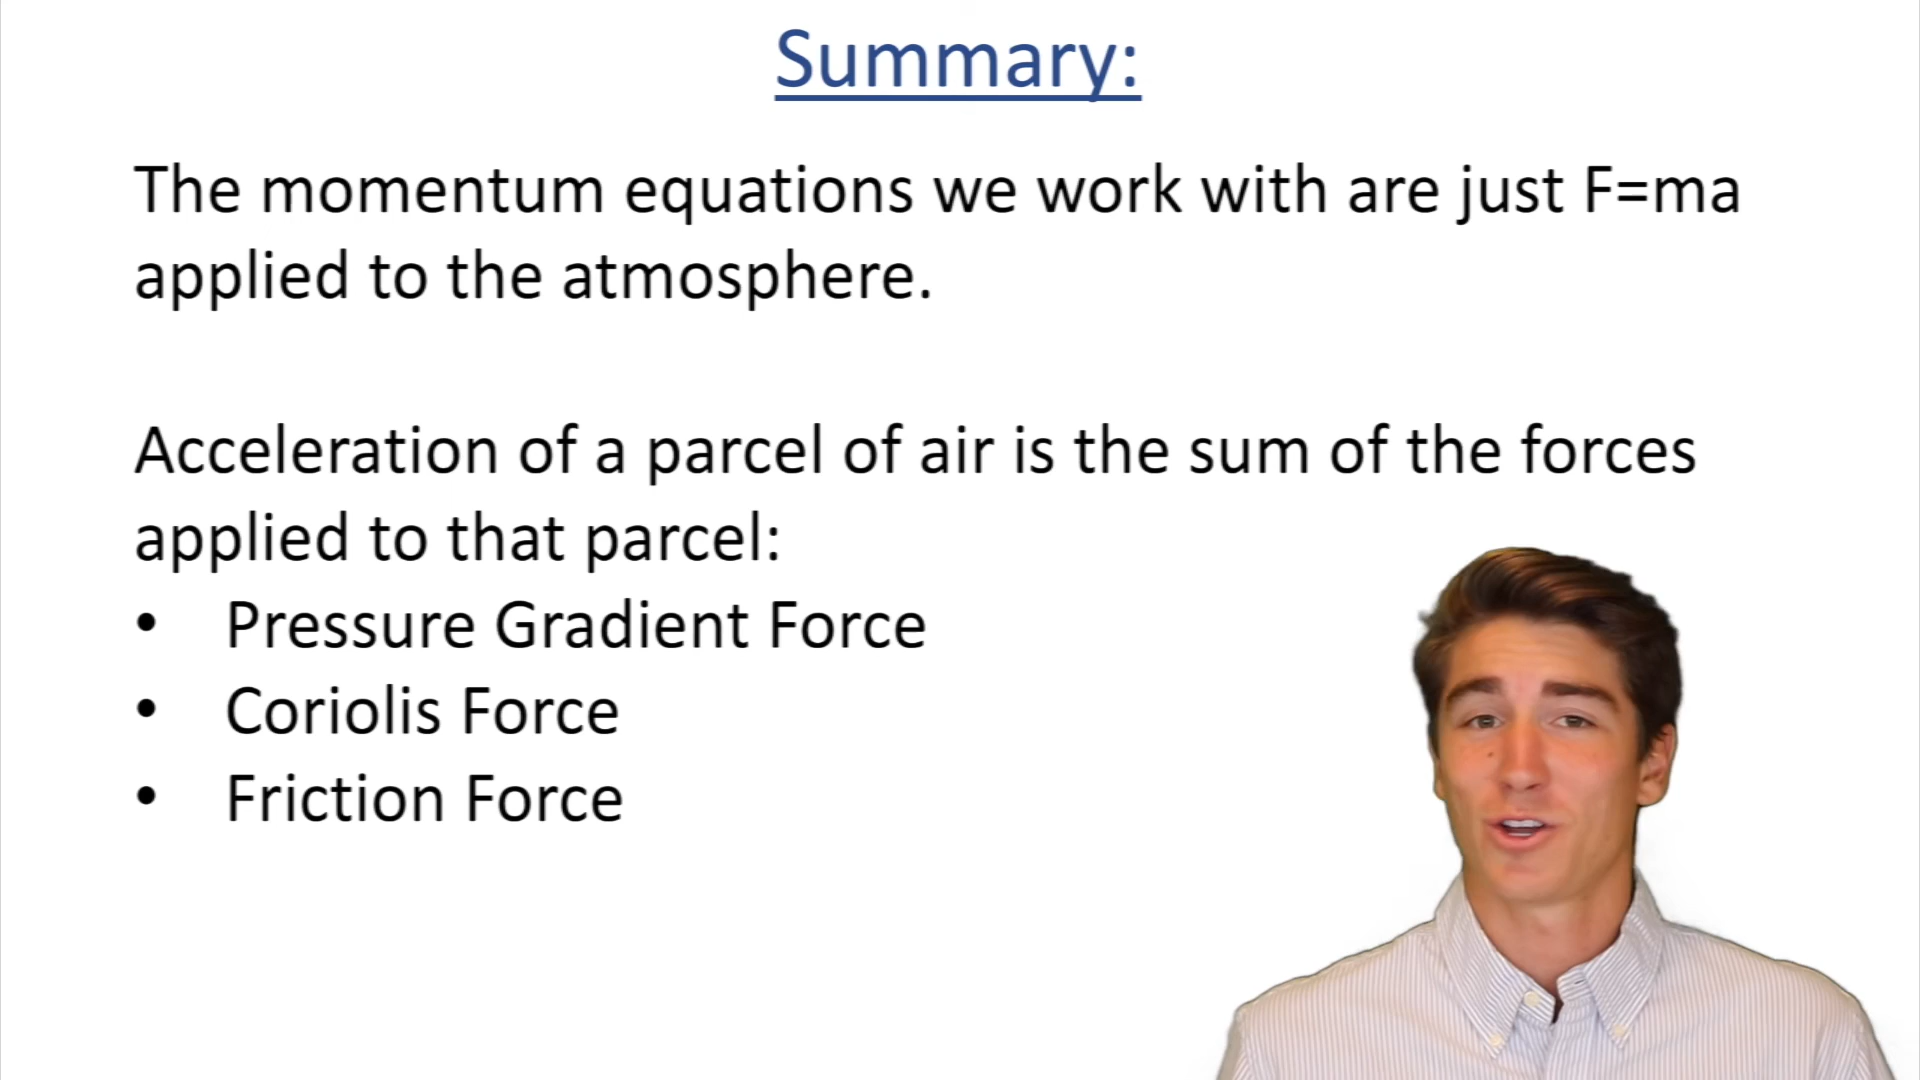 Summary:
The momentum equations we work with are just F=ma
applied to the atmosphere.
Acceleration of a parcel of air is the sum of the forces
applied to that parcel:
• Pressure Gradient Force
• Coriolis Force
• Friction Force